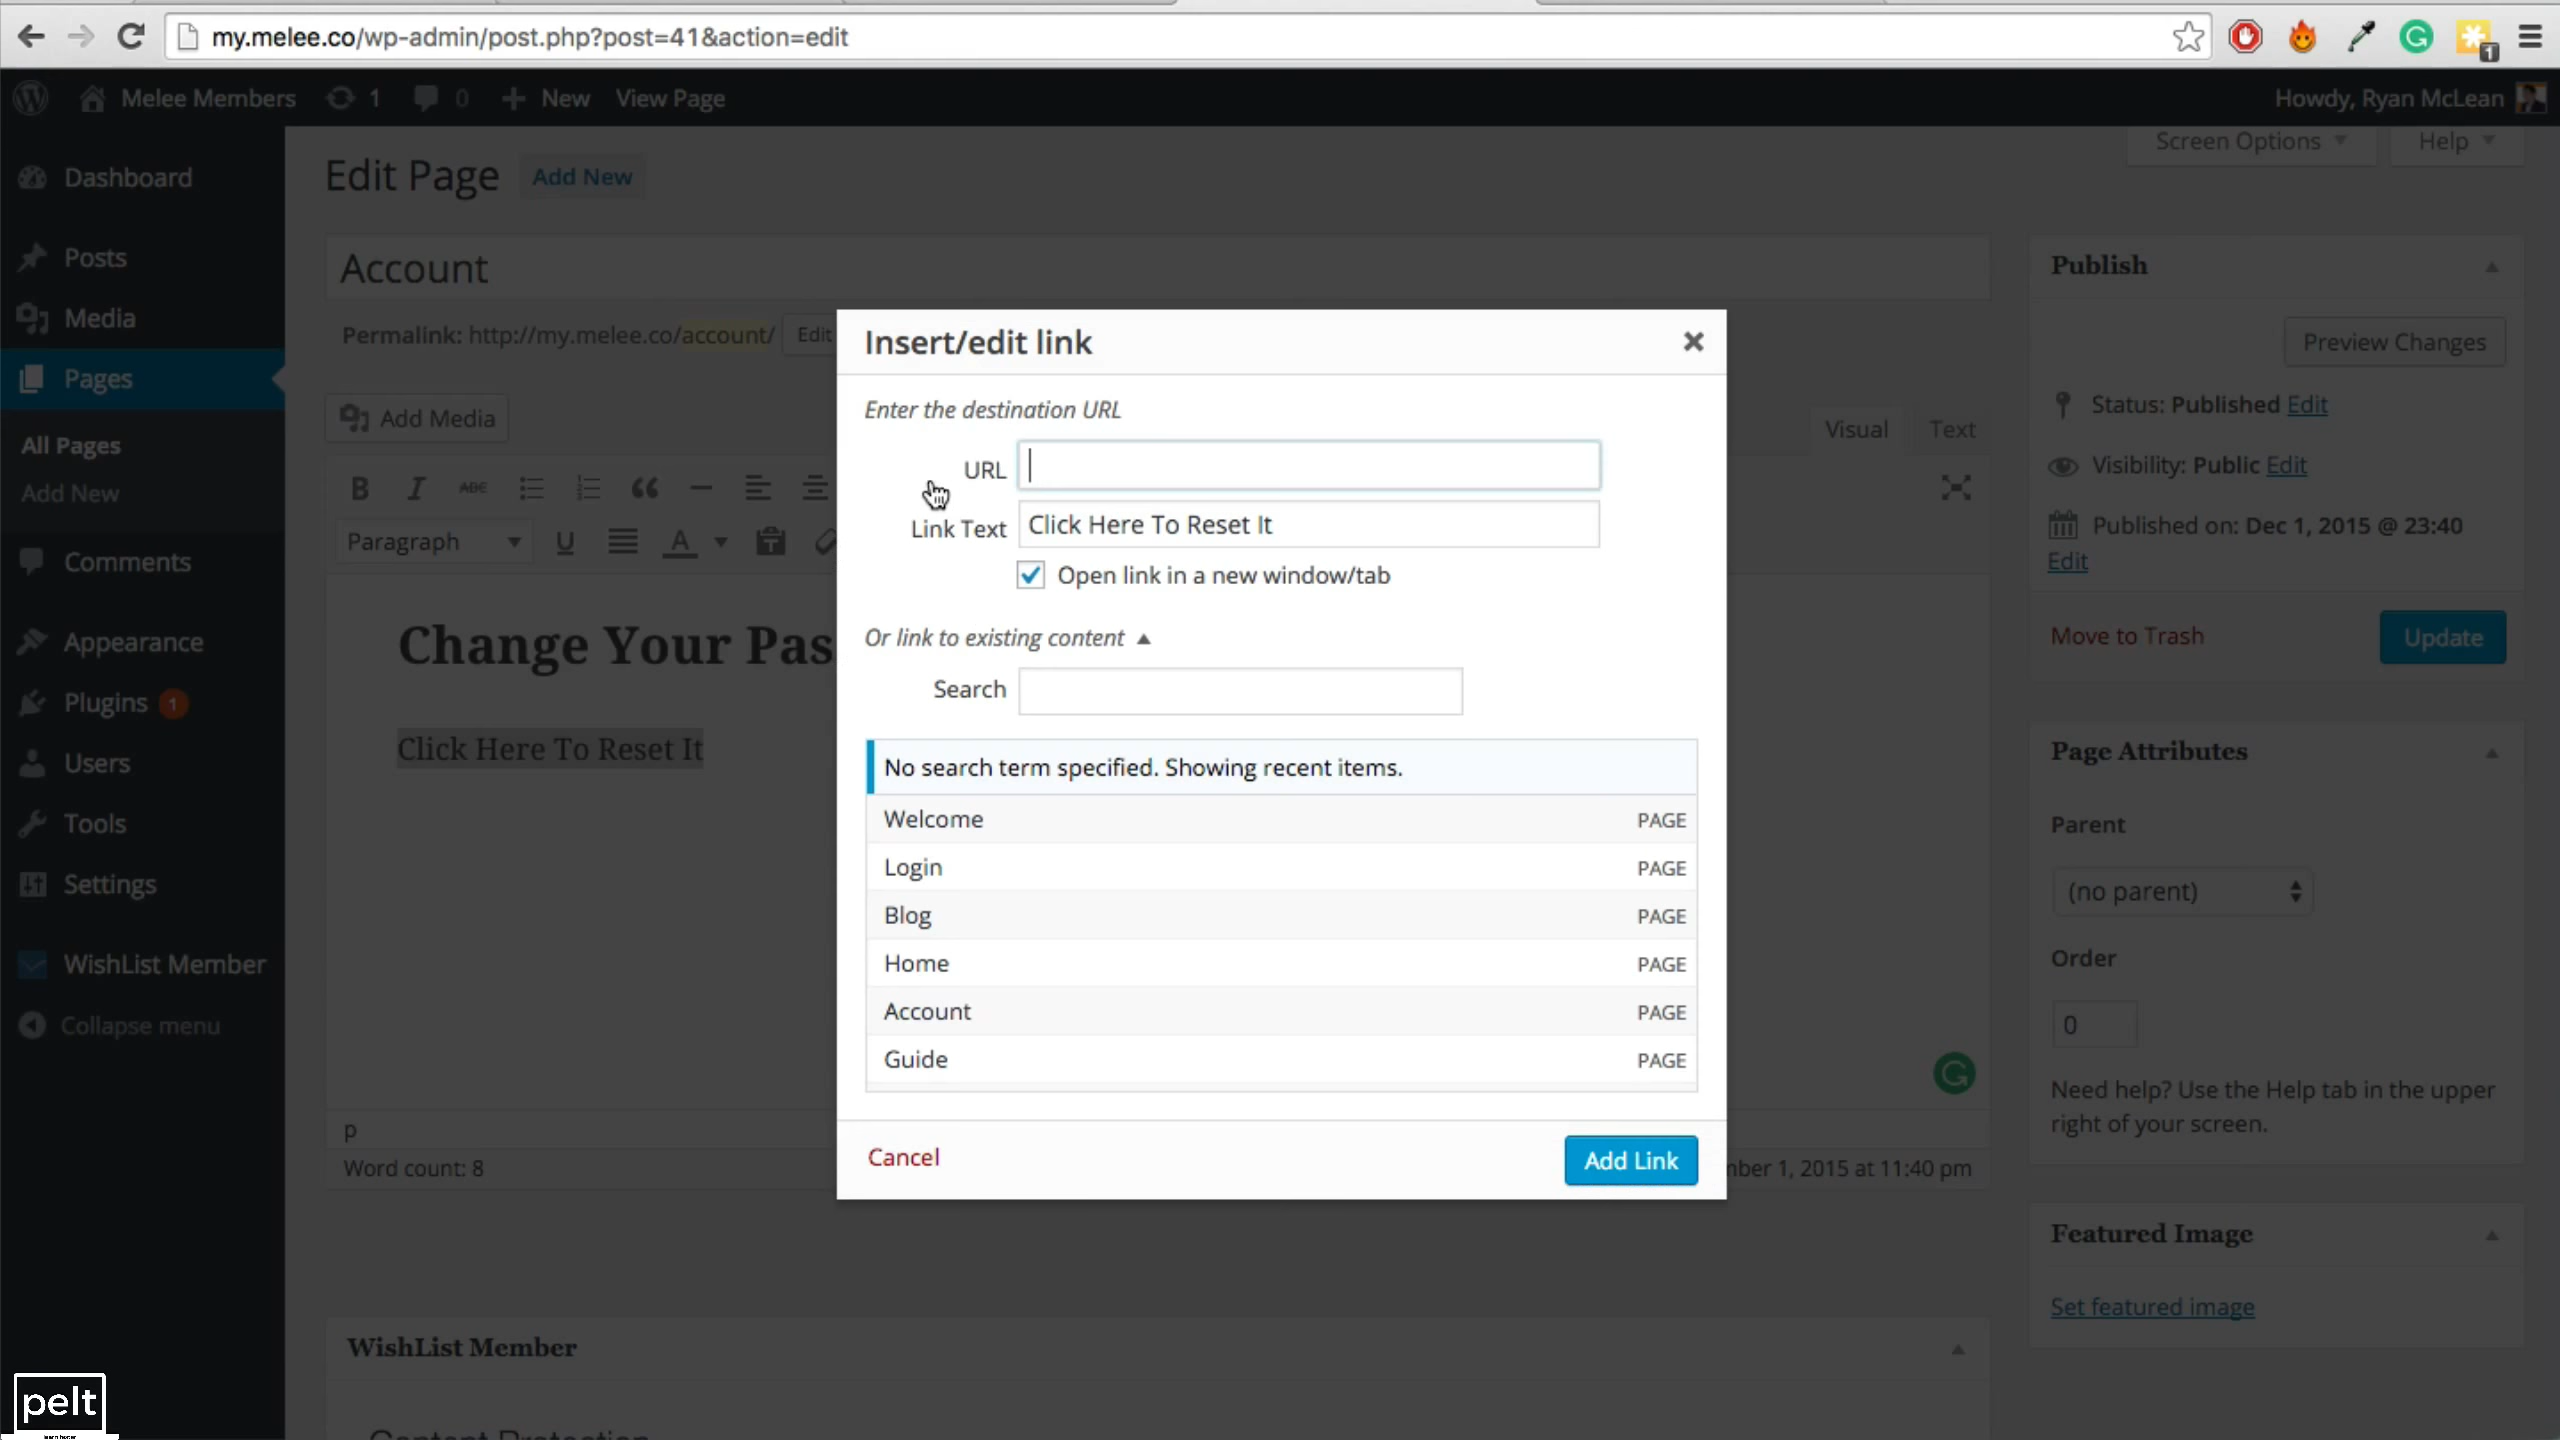 my.melee.co/wp-admin/post.php?post=41&action=edit
1
Melee Members 1 0 New View Page
Howdy, Ryan McLean
Screen Options Help
Dashboard
Posts
Media
Pages
All Pages
Add New
Comments
Appearance
Plugins 1
Users
Tools
Settings
WishList Member
Collapse menu
Edit Page Add New
Account
Permalink: http://my.melee.co/account/ Edit
Add Media
Visual Text
B I ABC
Paragraph U A
Change Your Pas
Click Here To Reset It
p
Word count: 8
mber 1, 2015 at 11:40 pm
WishList Member
Insert/edit link
Enter the destination URL
URL
Link Text Click Here To Reset It
Open link in a new window/tab
Or link to existing content
Search
No search term specified. Showing recent items.
Welcome PAGE
Login PAGE
Blog PAGE
Home PAGE
Account PAGE
Guide PAGE
Cancel Add Link
Publish
Preview Changes
Status: Published Edit
Visibility: Public Edit
Published on: Dec 1, 2015 @ 23:40
Edit
Move to Trash Update
Page Attributes
Parent
(no parent)
Order
0
Need help? Use the Help tab in the upper
right of your screen.
Featured Image
Set featured image
pelt